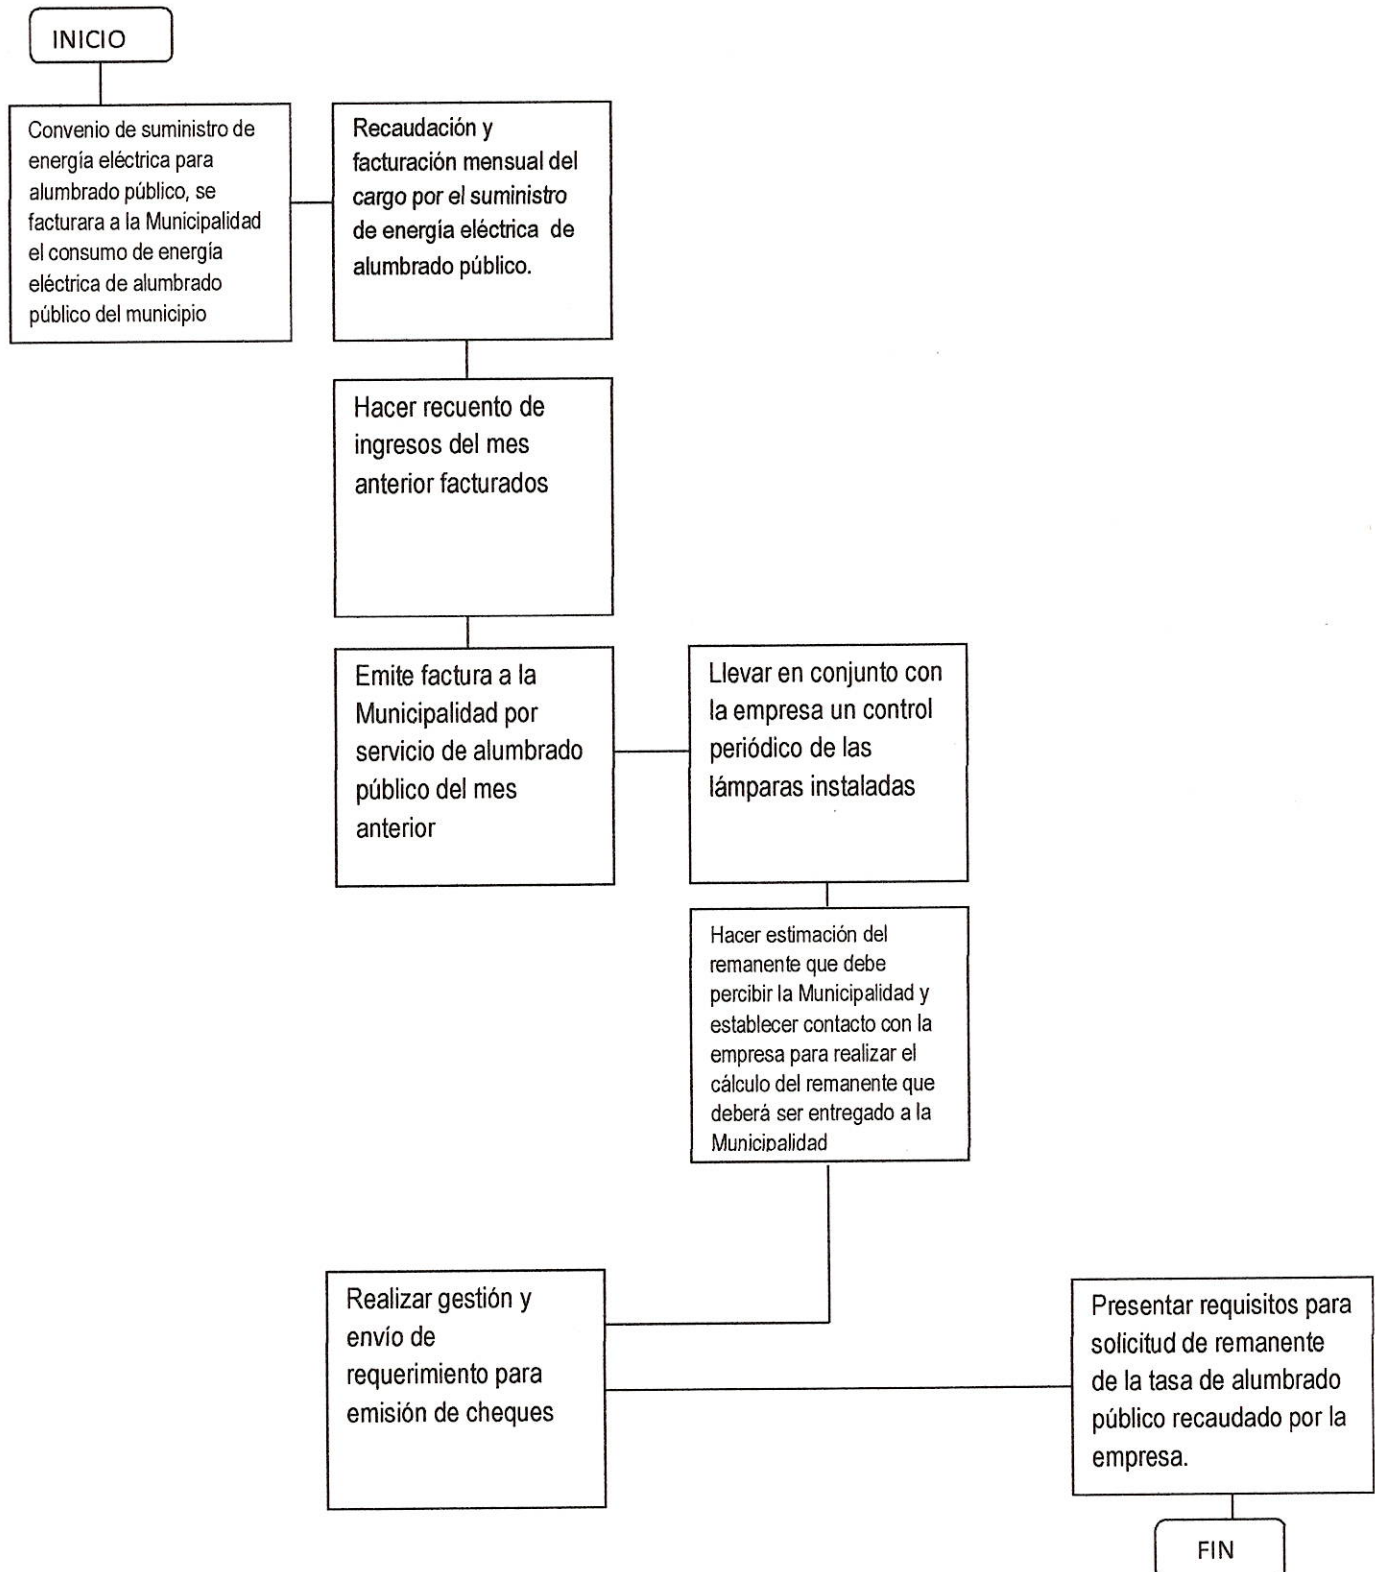 INICIO
Convenio de suministro de
energía eléctrica para
alumbrado público, se
facturara a la Municipalidad
el consumo de energía
eléctrica de alumbrado
público del municipio
Recaudación y
facturación mensual del
cargo por el suministro
de energía eléctrica de
alumbrado público.
Hacer recuento de
ingresos del mes
anterior facturados
Emite factura a la
Municipalidad por
servicio de alumbrado
público del mes
anterior
Llevar en conjunto con
la empresa un control
periódico de las
lámparas instaladas
Hacer estimación del
remanente que debe
percibir la Municipalidad y
establecer contacto con la
empresa para realizar el
cálculo del remanente que
deberá ser entregado a la
Municipalidad
Realizar gestión y
envío de
requerimiento para
emisión de cheques
Presentar requisitos para
solicitud de remanente
de la tasa de alumbrado
público recaudado por la
empresa.
FIN